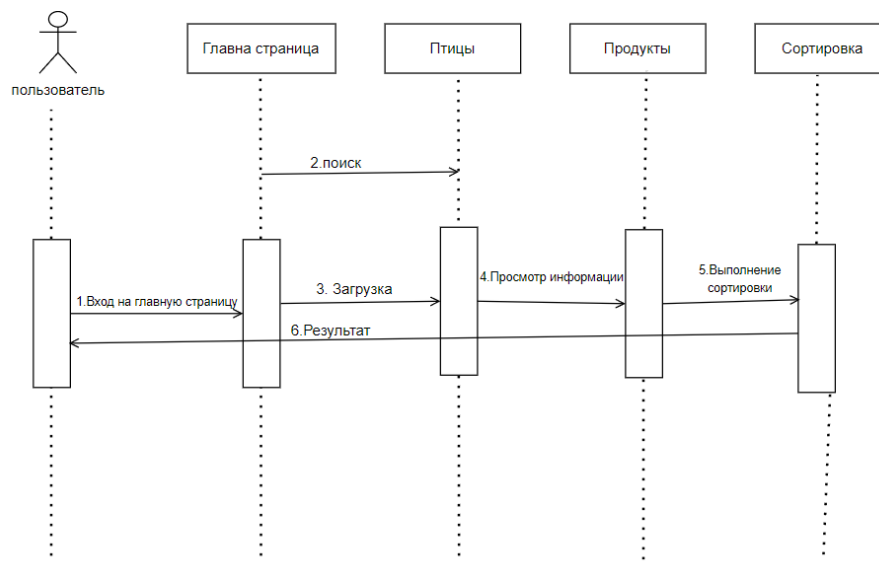 Главна страница
Птицы
Продукты
Сортировка
пользователь
2.поиск
1.Вход на главную страницу
3. Загрузка
4.Просмотр информации
5.Выполнение
сортировки
6.Результат